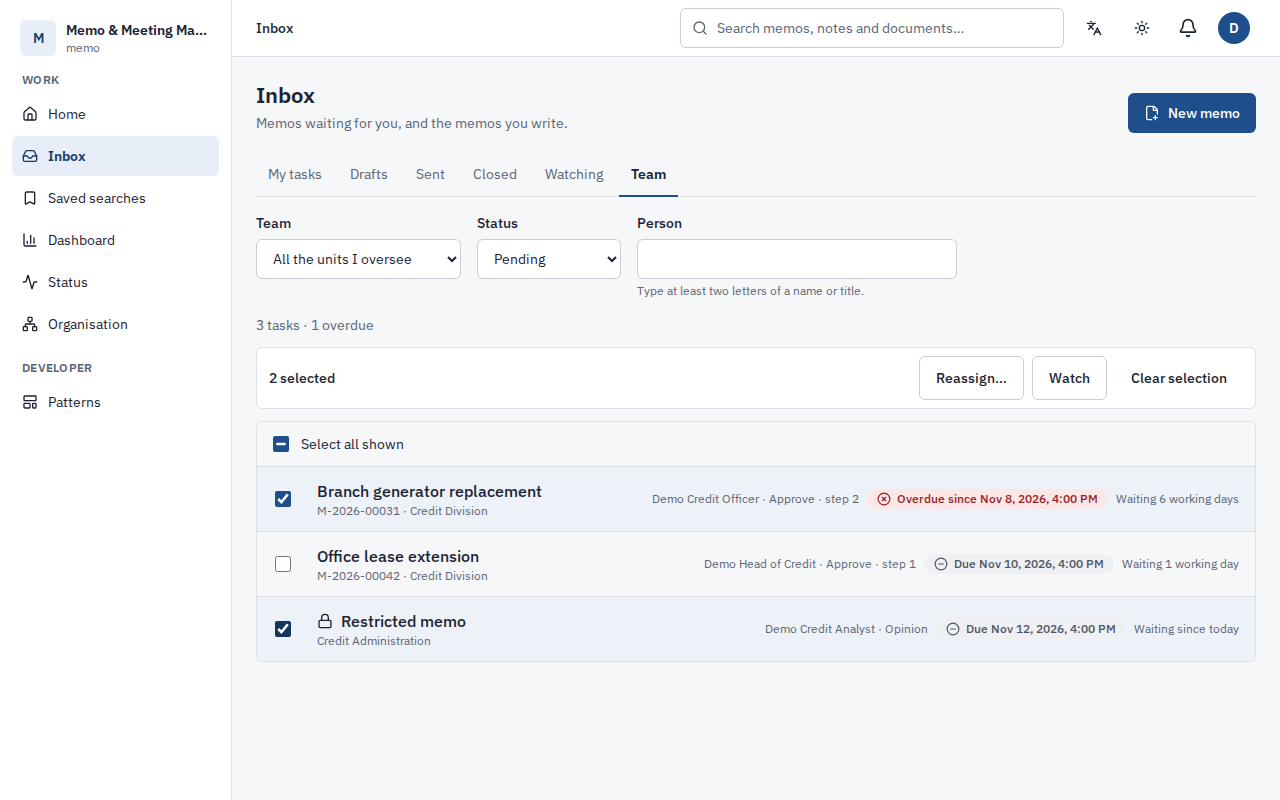 M
Memo & Meeting Ma...
memo
WORK
Home
Inbox
Saved searches
Dashboard
Status
Organisation
DEVELOPER
Patterns
Inbox
Search memos, notes and documents...
D
Inbox
Memos waiting for you, and the memos you write.
New memo
My tasks
Drafts
Sent
Closed
Watching
Team
Team
Status
Person
All the units I oversee
Pending
Type at least two letters of a name or title.
3 tasks · 1 overdue
2 selected
Reassign...
Watch
Clear selection
Select all shown
Branch generator replacement
M-2026-00031 · Credit Division
Demo Credit Officer · Approve · step 2
Overdue since Nov 8, 2026, 4:00 PM
Waiting 6 working days
Office lease extension
M-2026-00042 · Credit Division
Demo Head of Credit · Approve · step 1
Due Nov 10, 2026, 4:00 PM
Waiting 1 working day
Restricted memo
Credit Administration
Demo Credit Analyst · Opinion
Due Nov 12, 2026, 4:00 PM
Waiting since today